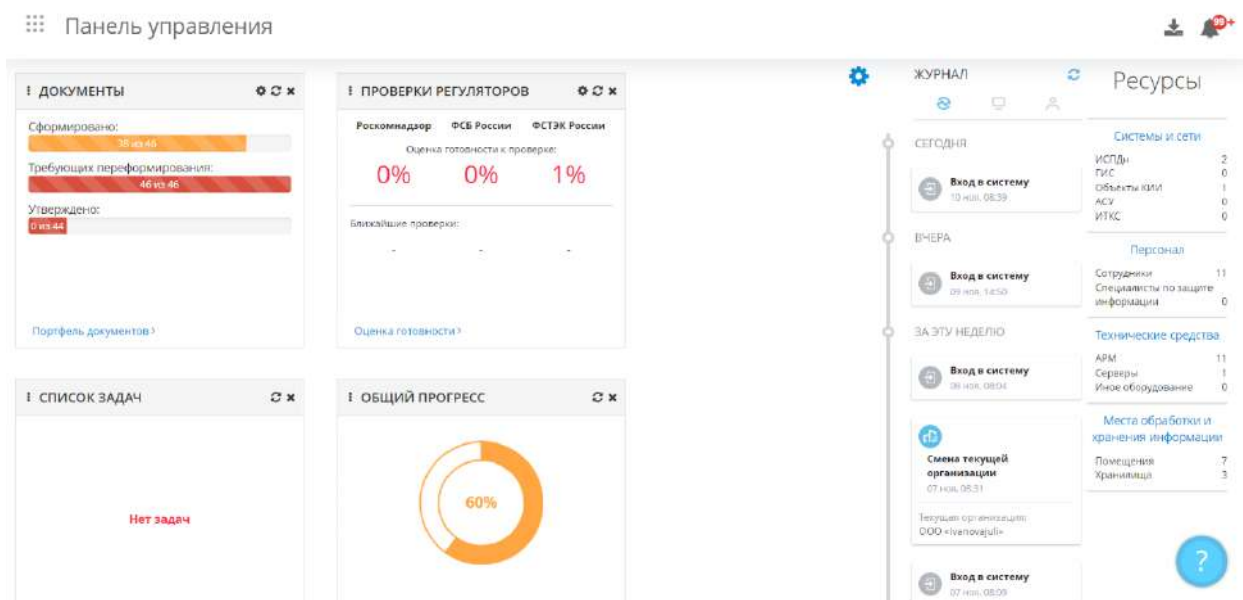 Панель управления
99+
ДОКУМЕНТЫ
Сформировано:
38 из 46
Требующих переформирования:
46 из 46
Утверждено:
0 из 44
Портфель документов
ПРОВЕРКИ РЕГУЛЯТОРОВ
Роскомнадзор ФСБ России ФСТЭК России
Оценка готовности к проверке:
0% 0% 1%
Ближайшие проверки:
- - -
Оценка готовности
СПИСОК ЗАДАЧ
Нет задач
ОБЩИЙ ПРОГРЕСС
60%
ЖУРНАЛ
СЕГОДНЯ
Вход в систему
10 ноя, 08:39
ВЧЕРА
Вход в систему
09 ноя, 14:50
ЗА ЭТУ НЕДЕЛЮ
Вход в систему
08 ноя, 08:04
Смена текущей
организации
07 ноя, 08:31
Текущая организация:
ООО «ivanovajuli»
Вход в систему
07 ноя, 08:09
Ресурсы
Системы и сети
ИСПДн 2
ГИС 0
Объекты КИИ 1
АСУ 0
ИТКС 0
Персонал
Сотрудники 11
Специалисты по защите
информации 0
Технические средства
АРМ 11
Серверы 1
Иное оборудование 0
Места обработки и
хранения информации
Помещения 7
Хранилища 3
?